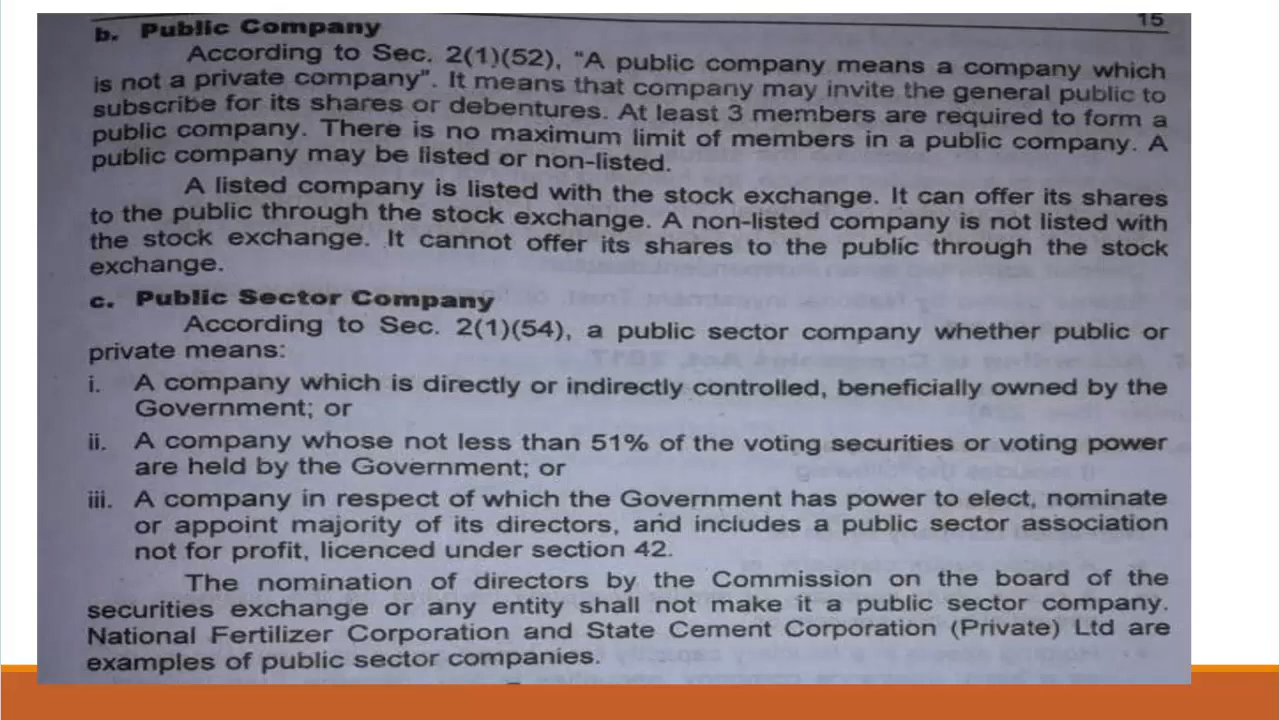 15
b. Public Company
According to Sec. 2(1)(52), "A public company means a company which
is not a private company". It means that company may invite the general public to
subscribe for its shares or debentures. At least 3 members are required to form a
public company. There is no maximum limit of members in a public company. A
public company may be listed or non-listed.
A listed company is listed with the stock exchange. It can offer its shares
to the public through the stock exchange. A non-listed company is not listed with
the stock exchange. It cannot offer its shares to the public through the stock
exchange.
c. Public Sector Company
According to Sec. 2(1)(54), a public sector company whether public or
private means:
i. A company which is directly or indirectly controlled, beneficially owned by the
Government; or
ii. A company whose not less than 51% of the voting securities or voting power
are held by the Government; or
iii. A company in respect of which the Government has power to elect, nominate
or appoint majority of its directors, and includes a public sector association
not for profit, licenced under section 42.
The nomination of directors by the Commission on the board of the
securities exchange or any entity shall not make it a public sector company.
National Fertilizer Corporation and State Cement Corporation (Private) Ltd are
examples of public sector companies.